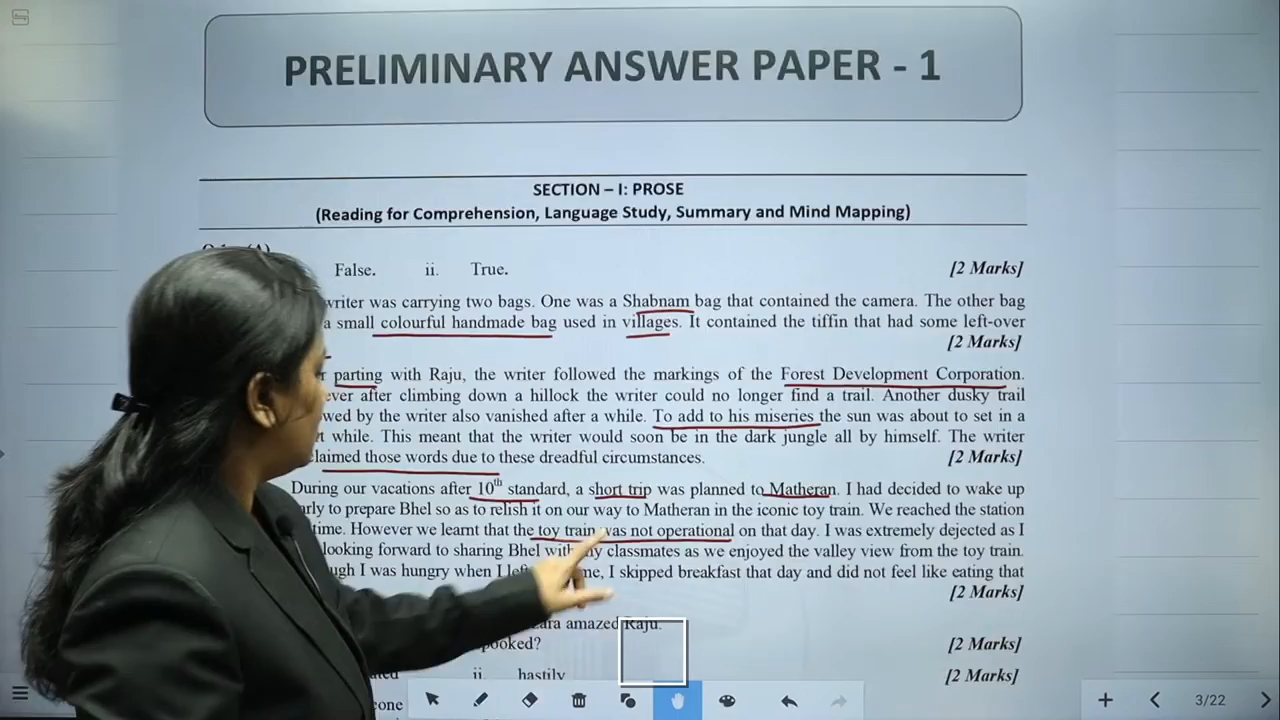 PRELIMINARY ANSWER PAPER - 1
SECTION – I: PROSE
(Reading for Comprehension, Language Study, Summary and Mind Mapping)
False. ii. True. [2 Marks]
writer was carrying two bags. One was a Shabnam bag that contained the camera. The other bag
a small colourful handmade bag used in villages. It contained the tiffin that had some left-over
[2 Marks]
parting with Raju, the writer followed the markings of the Forest Development Corporation.
after climbing down a hillock the writer could no longer find a trail. Another dusky trail
by the writer also vanished after a while. To add to his miseries the sun was about to set in a
while. This meant that the writer would soon be in the dark jungle all by himself. The writer
those words due to these dreadful circumstances. [2 Marks]
During our vacations after 10th standard, a short trip was planned to Matheran. I had decided to wake up
to prepare Bhel so as to relish it on our way to Matheran in the iconic toy train. We reached the station
time. However we learnt that the toy train was not operational on that day. I was extremely dejected as I
looking forward to sharing Bhel with classmates as we enjoyed the valley view from the toy train.
I was hungry when I I skipped breakfast that day and did not feel like eating that
[2 Marks]
amazed Raju.
[2 Marks]
ii. hastily [2 Marks]
3/22